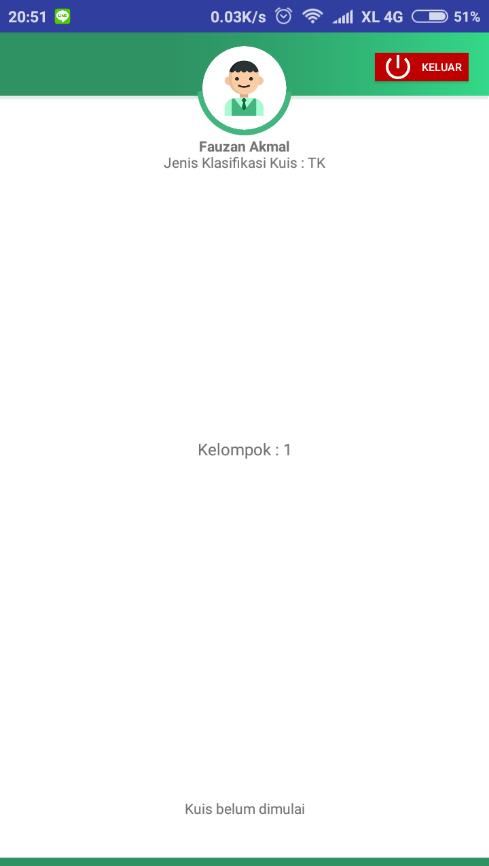 20:51 LINE 0.03K/s XL 4G 51%
KELUAR
Fauzan Akmal
Jenis Klasifikasi Kuis : TK
Kelompok : 1
Kuis belum dimulai